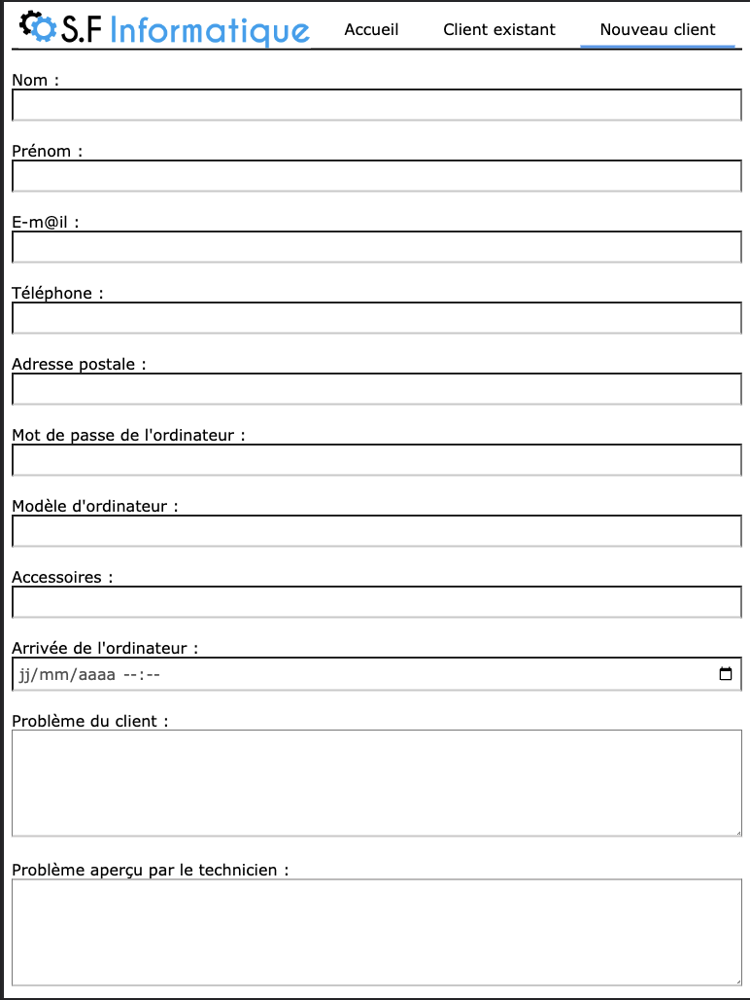 S.F Informatique Accueil Client existant Nouveau client
Nom :
Prénom :
E-m@il :
Téléphone :
Adresse postale :
Mot de passe de l'ordinateur :
Modèle d'ordinateur :
Accessoires :
Arrivée de l'ordinateur :
jj/mm/aaaa --:--
Problème du client :
Problème aperçu par le technicien :